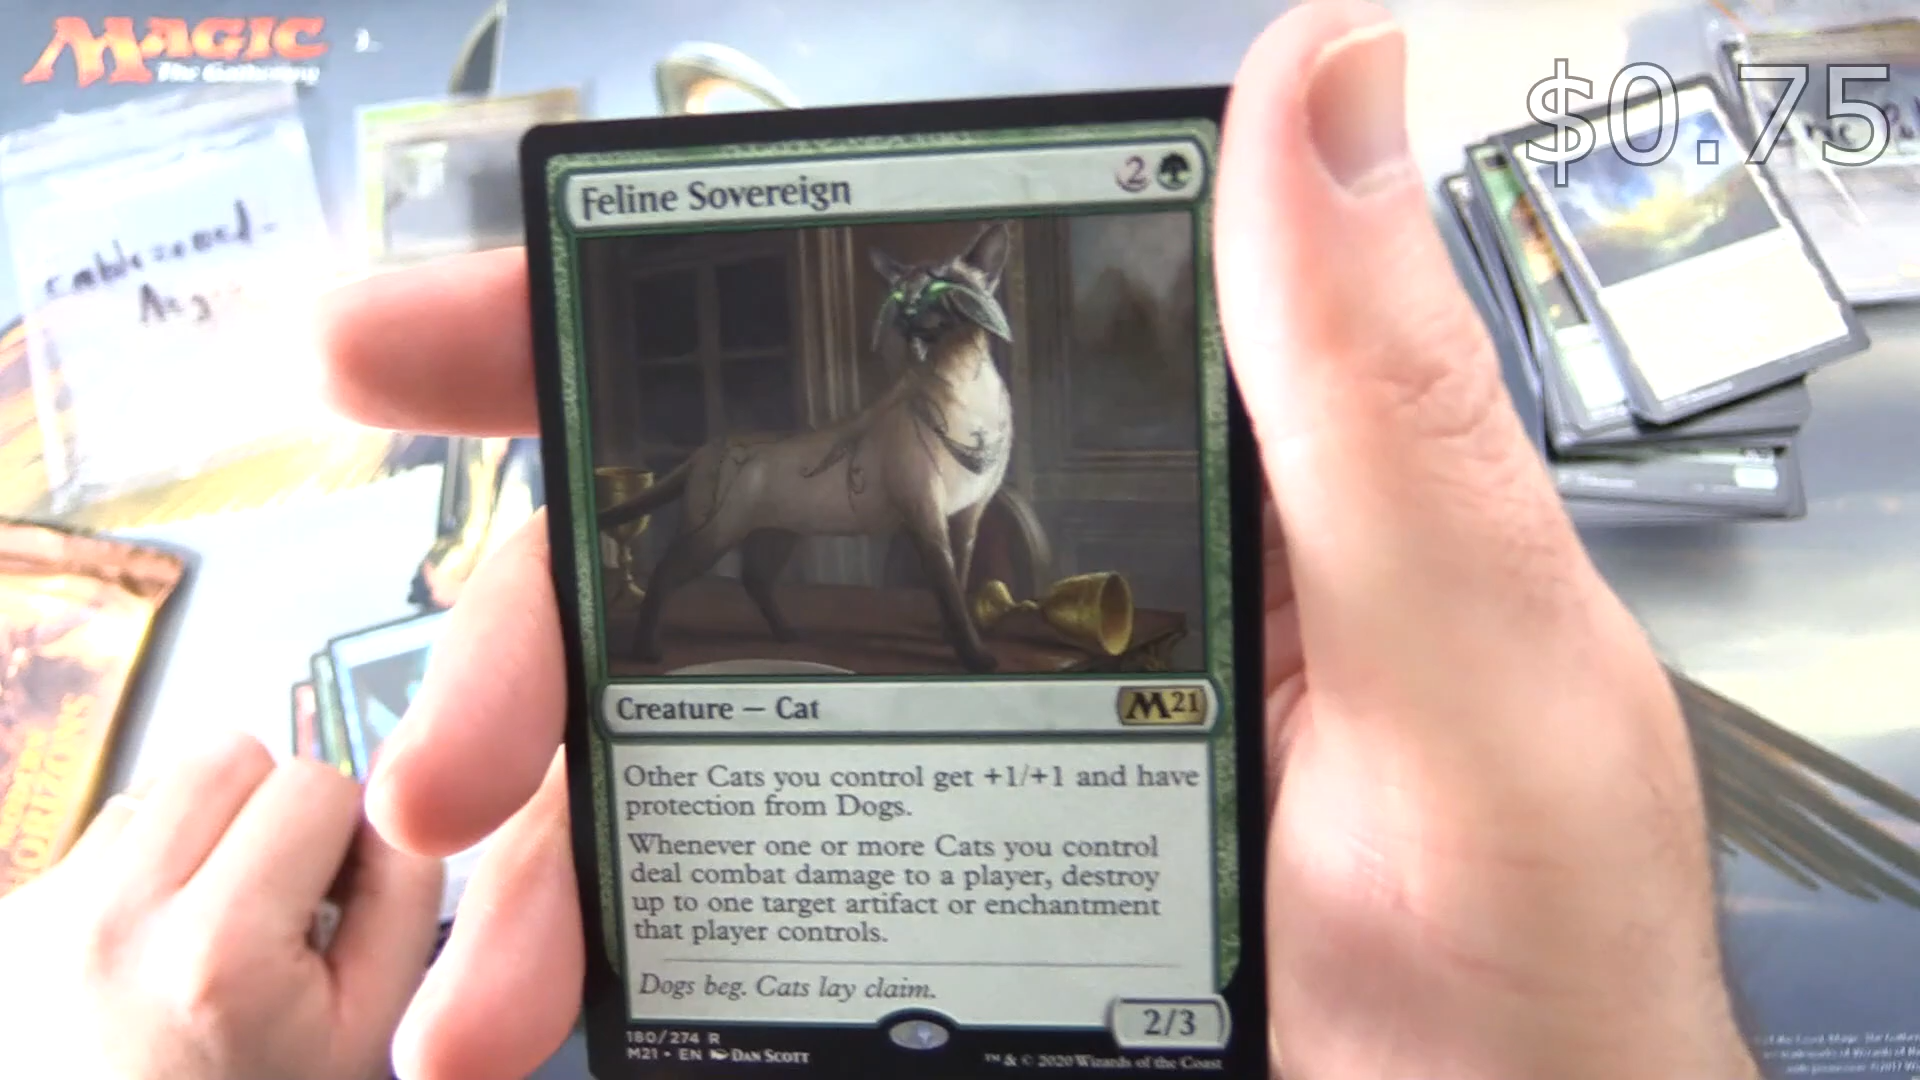 MAGIC
The Gathering
$0.75
Feline Sovereign
2
Creature — Cat
M21
Other Cats you control get +1/+1 and have
protection from Dogs.
Whenever one or more Cats you control
deal combat damage to a player, destroy
up to one target artifact or enchantment
that player controls.
Dogs beg. Cats lay claim.
2/3
180/274 R
M21 • EN DAN SCOTT
™ & © 2020 Wizards of the Coast